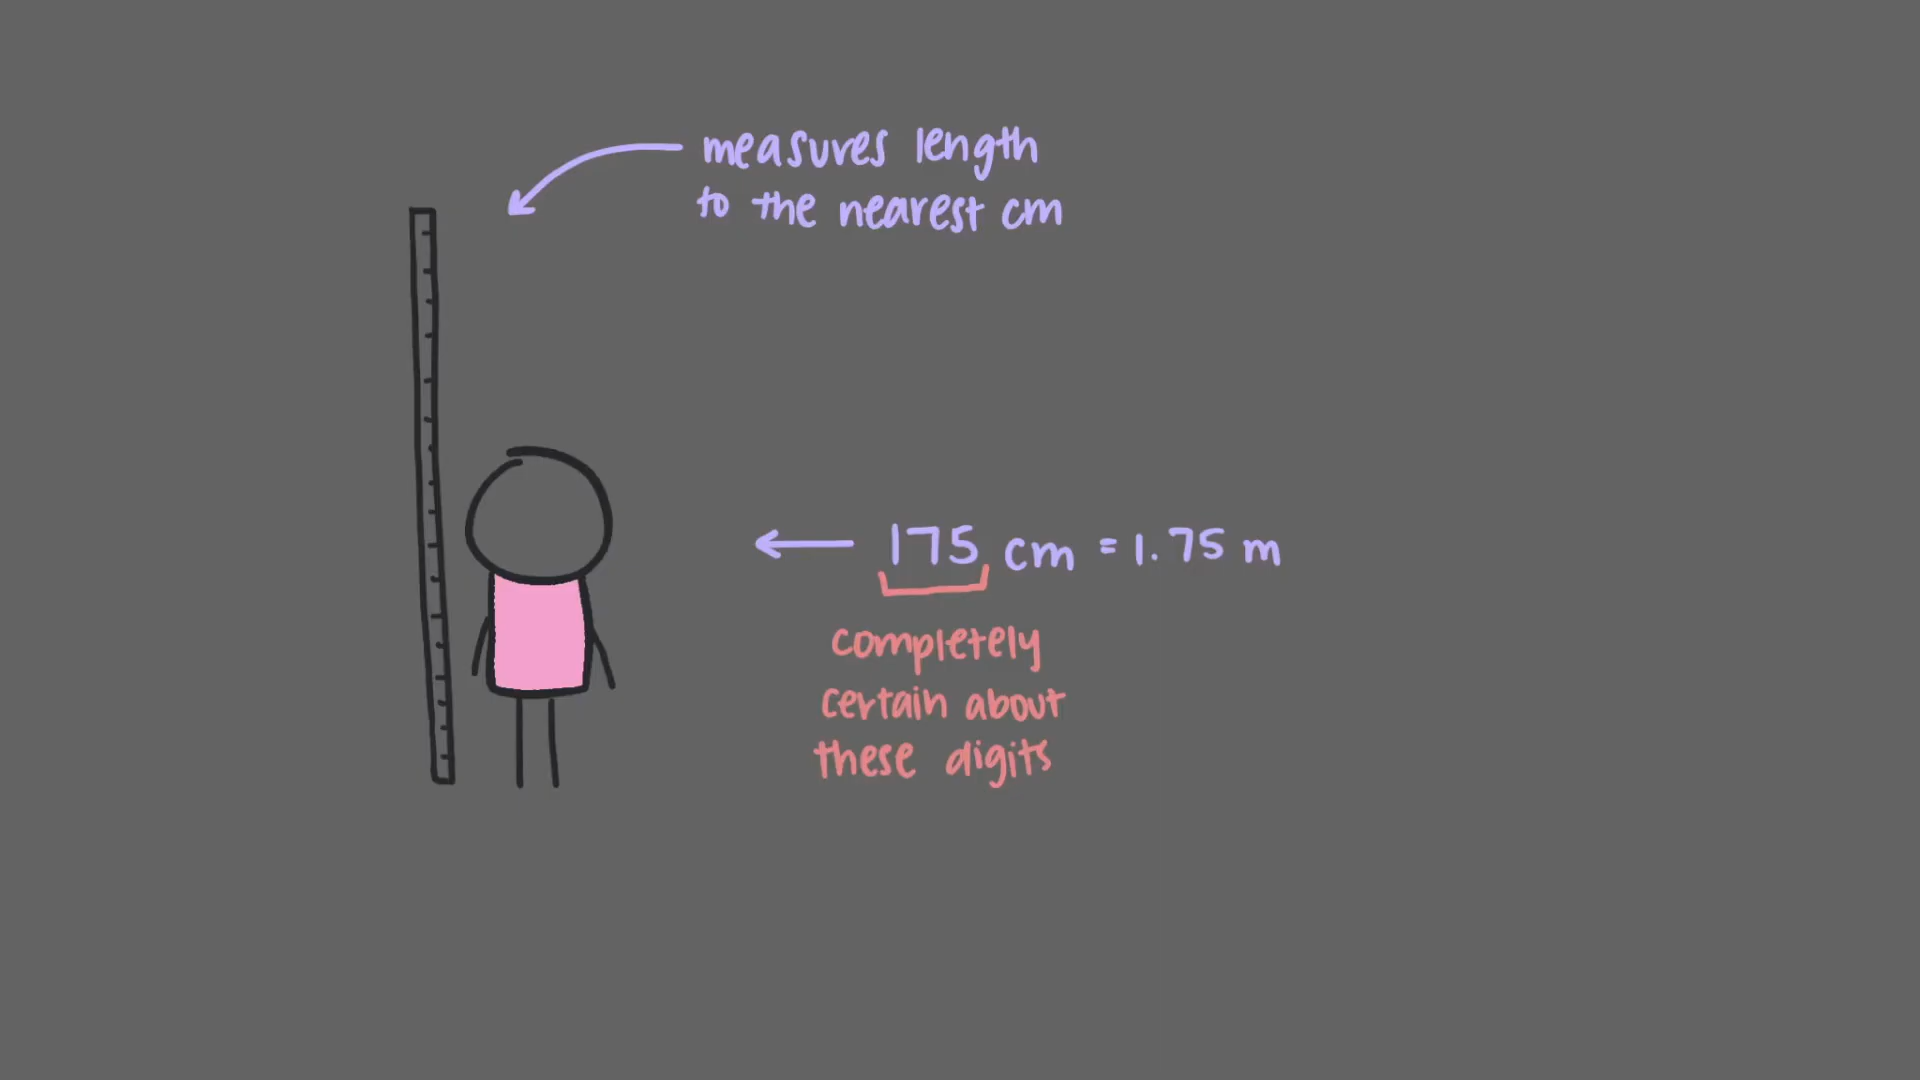 measures length
to the nearest cm
175 cm = 1.75 m
completely
certain about
these digits